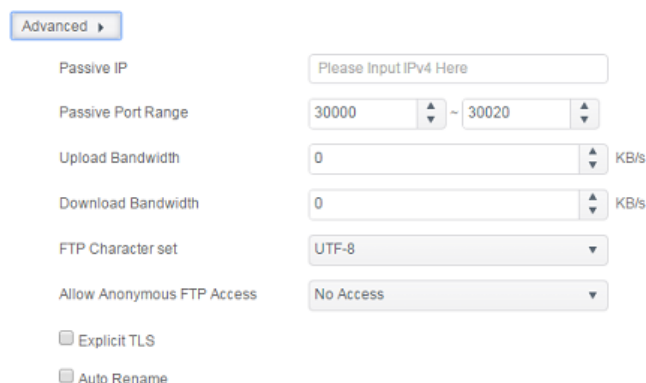 Advanced
Passive IP Please Input IPv4 Here
Passive Port Range 30000 ~ 30020
Upload Bandwidth 0 KB/s
Download Bandwidth 0 KB/s
FTP Character set UTF-8
Allow Anonymous FTP Access No Access
Explicit TLS
Auto Rename